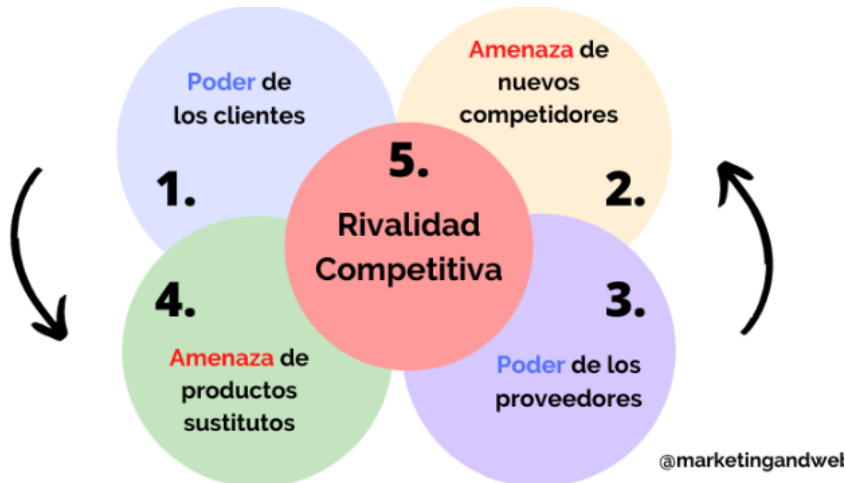 Poder de
los clientes
1.
Amenaza de
nuevos
competidores
2.
5.
Rivalidad
Competitiva
4.
Amenaza de
productos
sustitutos
3.
Poder de los
proveedores
@marketingandweb